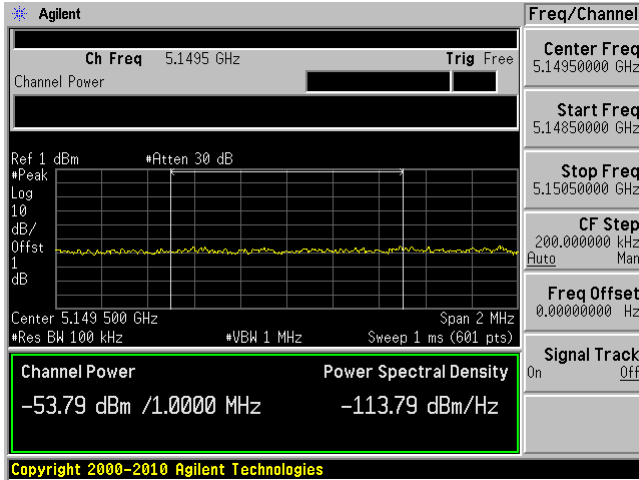 Agilent
Freq/Channel
Ch Freq 5.1495 GHz Trig Free
Channel Power
Center Freq
5.14950000 GHz
Start Freq
5.14850000 GHz
Stop Freq
5.15050000 GHz
CF Step
200.000000 kHz
Auto Man
Freq Offset
0.00000000 Hz
Signal Track
On Off
Ref 1 dBm #Atten 30 dB
#Peak
Log
10
dB/
Offst
1
dB
Center 5.149 500 GHz Span 2 MHz
#Res BW 100 kHz #VBW 1 MHz Sweep 1 ms (601 pts)
Channel Power Power Spectral Density
-53.79 dBm /1.0000 MHz -113.79 dBm/Hz
Copyright 2000-2010 Agilent Technologies